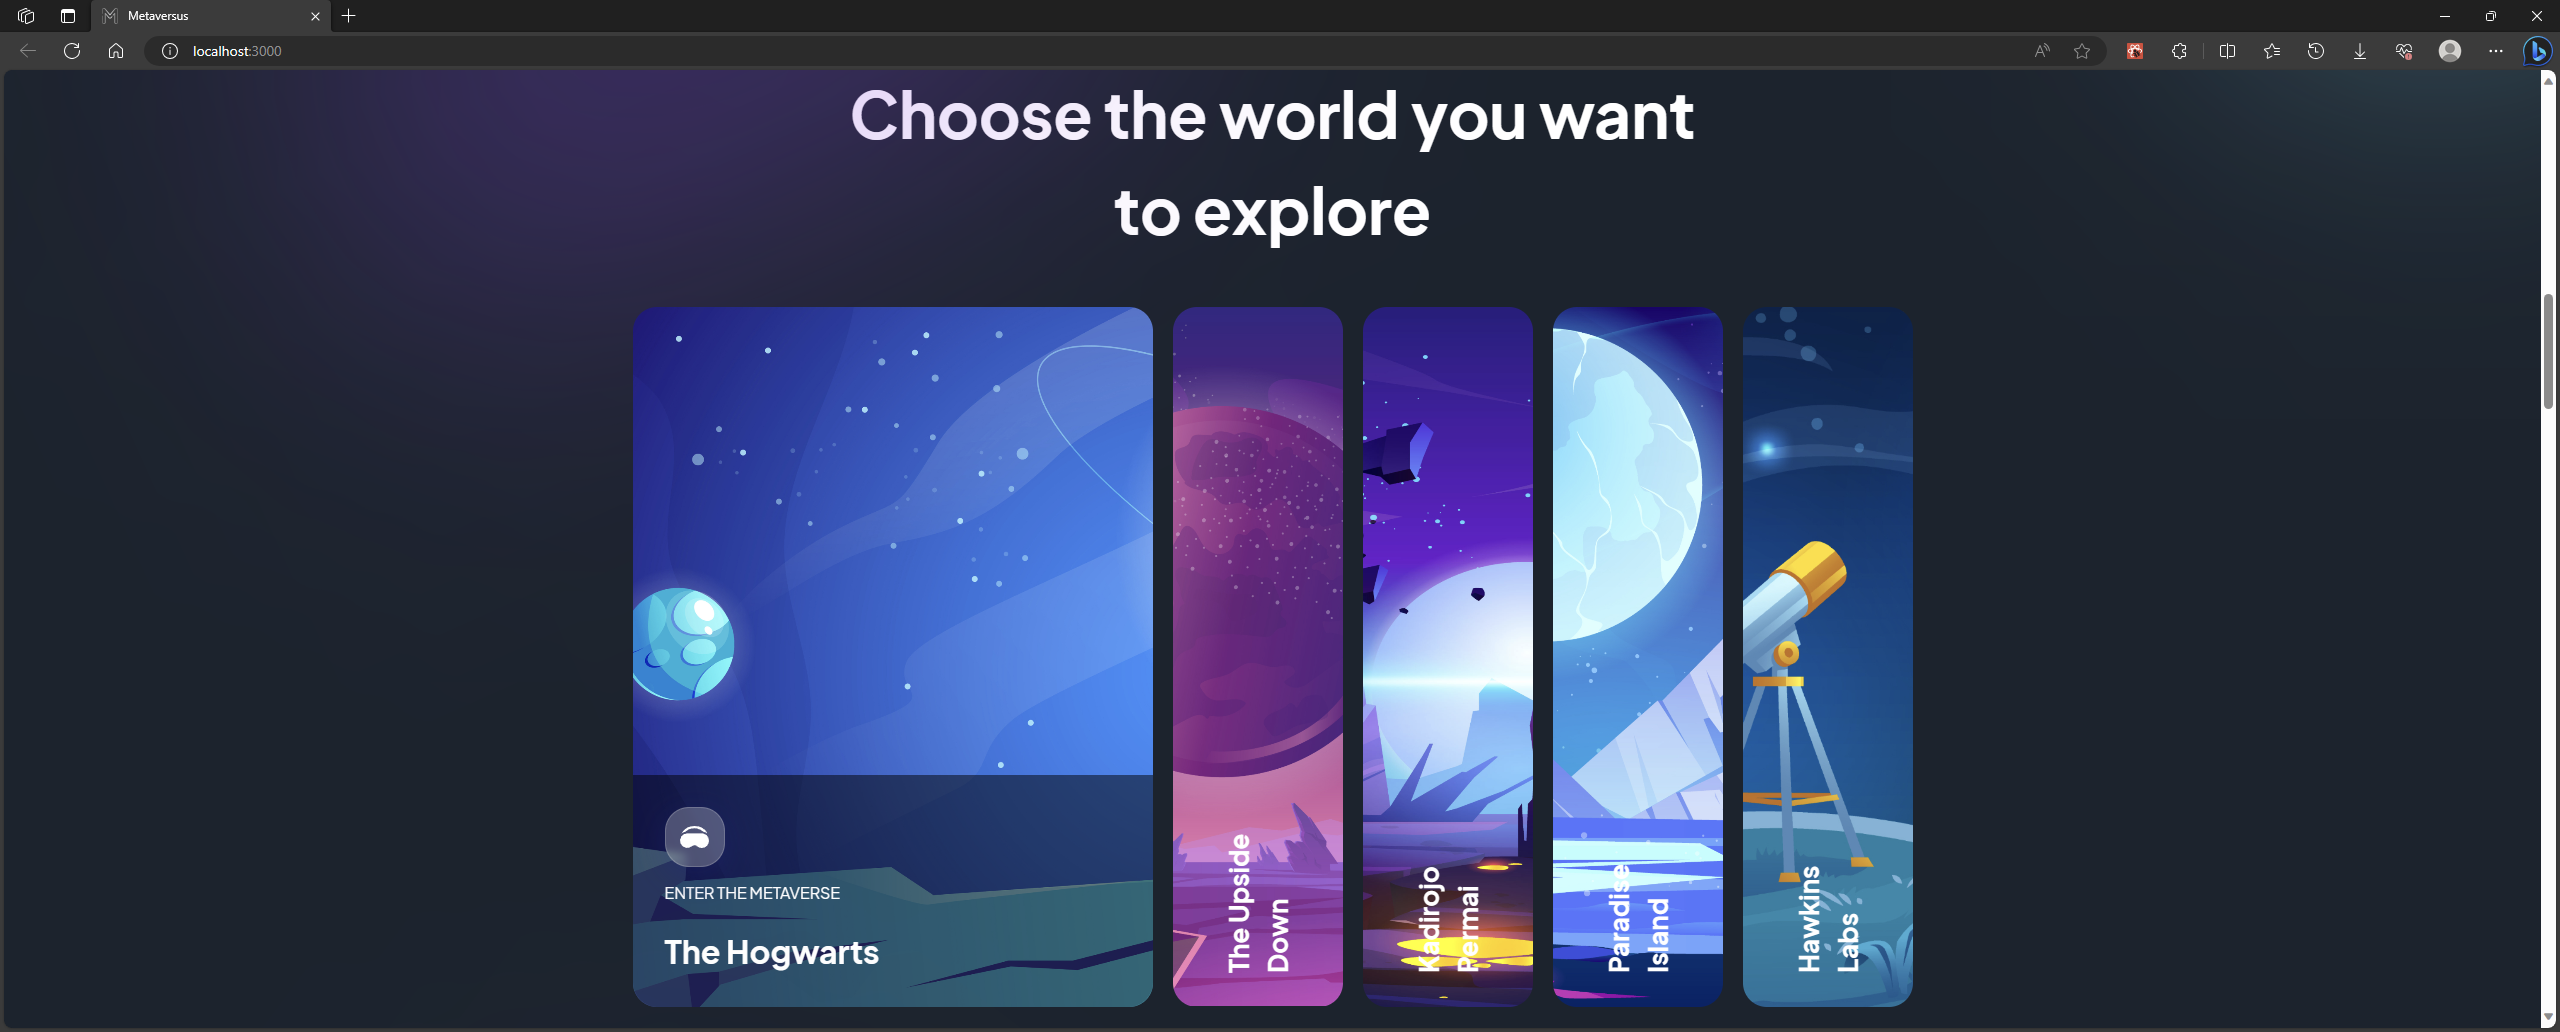 Metaversus
localhost:3000
Choose the world you want
to explore
ENTER THE METAVERSE
The Hogwarts
The Upside
Down
Kadirojo
Permai
Paradise
Island
Hawkins
Labs